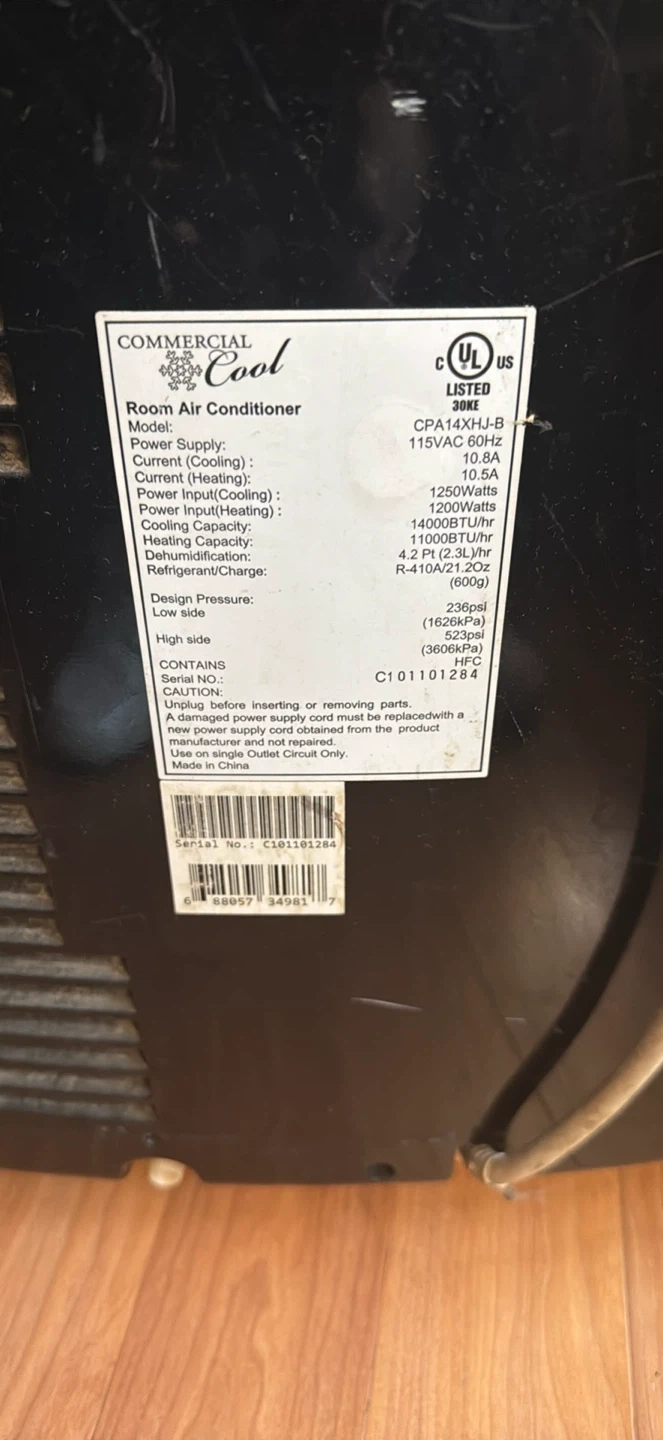 COMMERCIAL
Cool
C UL US
LISTED
30KE
Room Air Conditioner
Model: CPA14XHJ-B
Power Supply: 115VAC 60Hz
Current (Cooling) : 10.8A
Current (Heating): 10.5A
Power Input(Cooling) : 1250Watts
Power Input(Heating) : 1200Watts
Cooling Capacity: 14000BTU/hr
Heating Capacity: 11000BTU/hr
Dehumidification: 4.2 Pt (2.3L)/hr
Refrigerant/Charge: R-410A/21.2Oz
(600g)
Design Pressure:
Low side 236psi
(1626kPa)
High side 523psi
(3606kPa)
CONTAINS HFC
Serial NO.: C101101284
CAUTION:
Unplug before inserting or removing parts.
A damaged power supply cord must be replacedwith a
new power supply cord obtained from the product
manufacturer and not repaired.
Use on single Outlet Circuit Only.
Made in China
Serial No.: C101101284
6 88057 34981 7